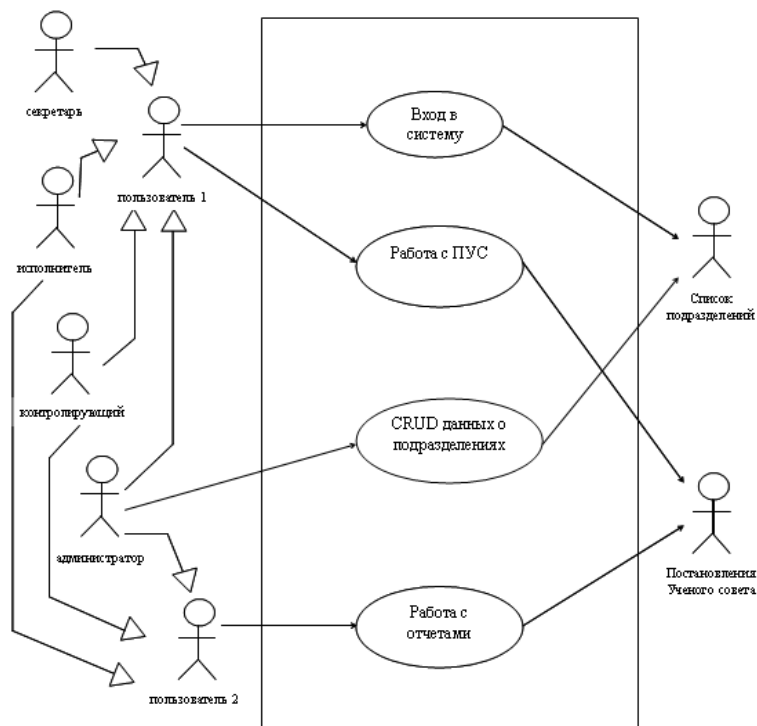 секретарь
Вход в
систему
пользователь 1
исполнитель
Работа с ПУС
Список
подразделений
контролирующий
CRUD данных о
подразделениях
администратор
Постановления
Ученого совета
Работа с
отчетами
пользователь 2